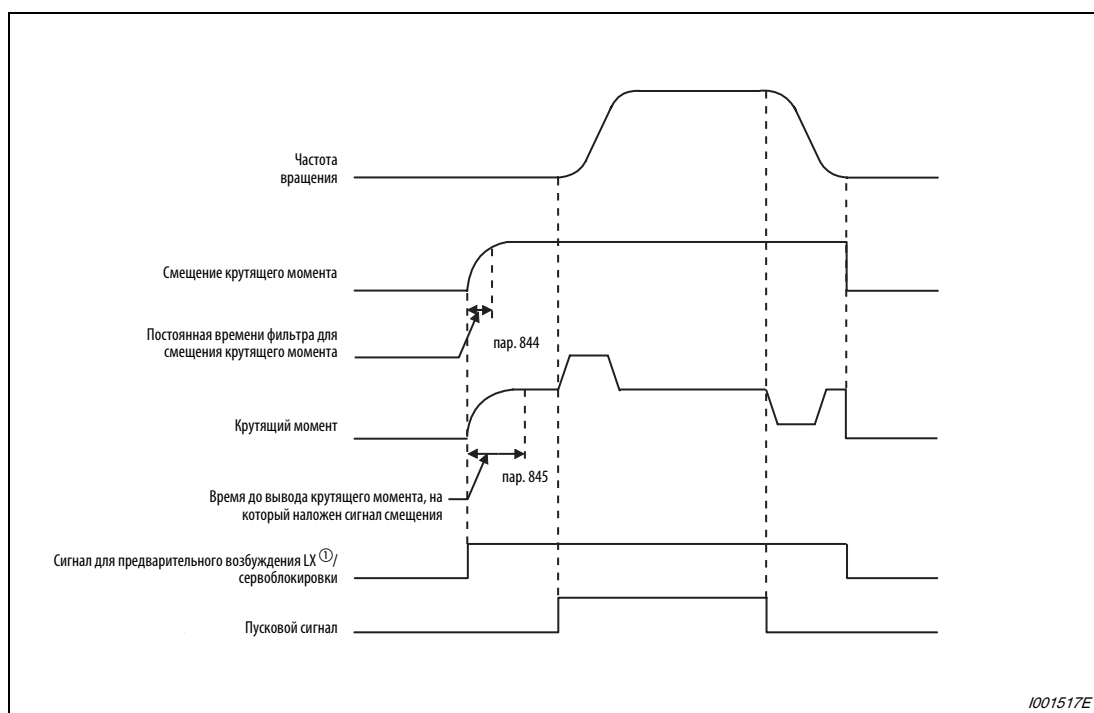 Частота
вращения
Смещение крутящего момента
Постоянная времени фильтра для
смещения крутящего момента
пар. 844
Крутящий момент
пар. 845
Время до вывода крутящего момента, на
который наложен сигнал смещения
Сигнал для предварительного возбуждения LX ①/
сервоблокировки
Пусковой сигнал
I001517E